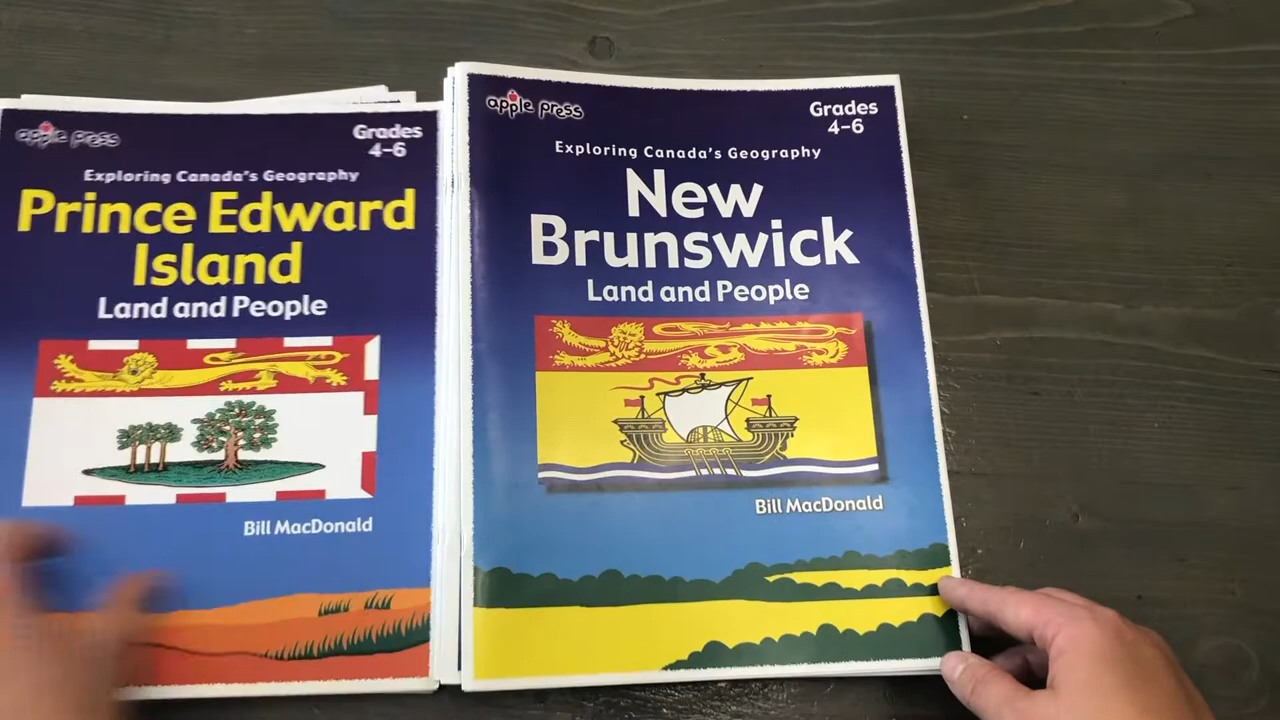 apple press
Grades
4-6
Exploring Canada's Geography
Prince Edward
Island
Land and People
Bill MacDonald
apple press
Grades
4-6
Exploring Canada's Geography
New
Brunswick
Land and People
Bill MacDonald